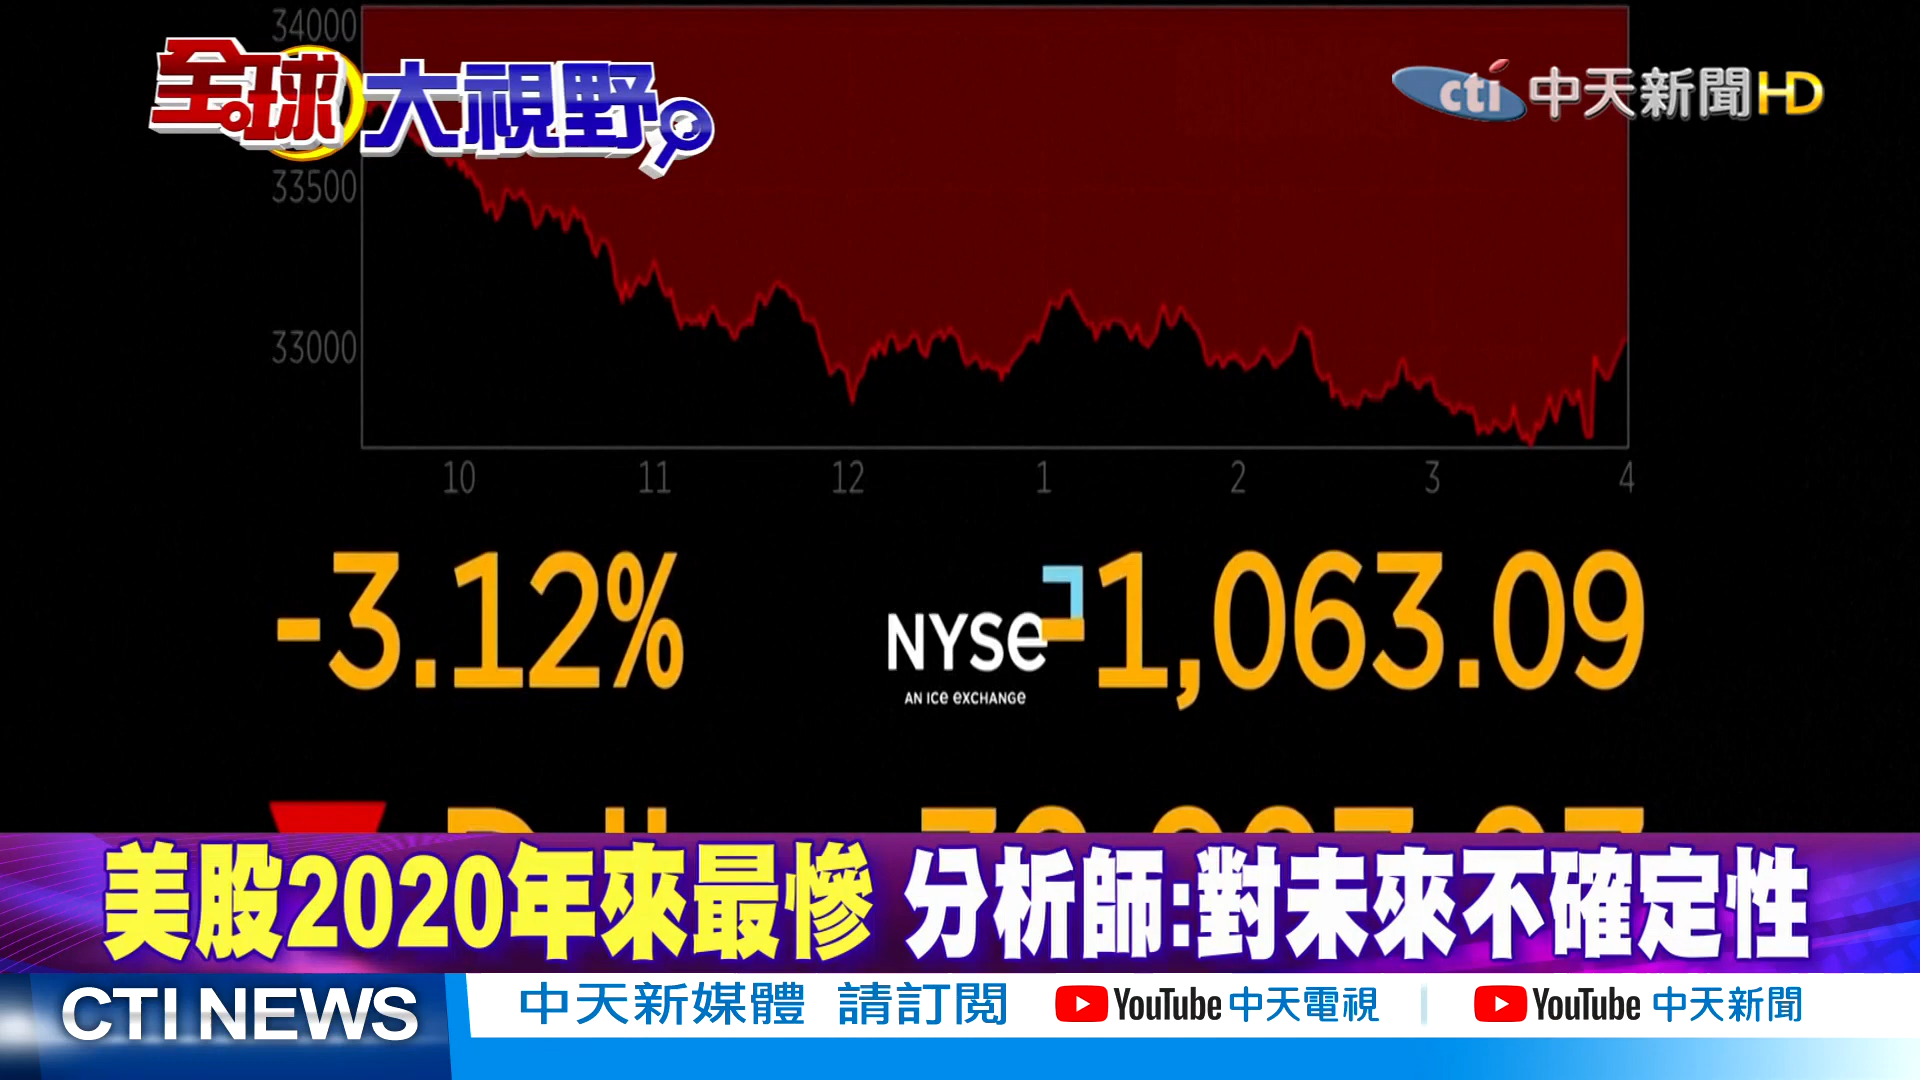 34000
全球大視野
cti 中天新聞HD
33500
33000
10 11 12 1 2 3 4
-3.12% NYSE -1,063.09
AN ICE EXCHANGE
美股2020年來最慘 分析師:對未來不確定性
CTI NEWS 中天新媒體 請訂閱 YouTube 中天電視 YouTube 中天新聞